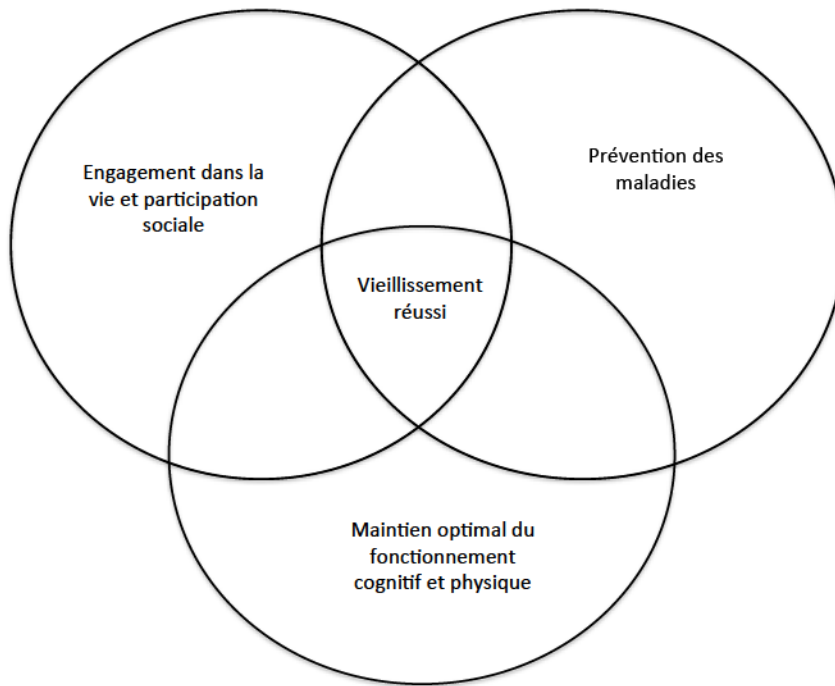 Engagement dans la
vie et participation
sociale
Prévention des
maladies
Vieillissement
réussi
Maintien optimal du
fonctionnement
cognitif et physique